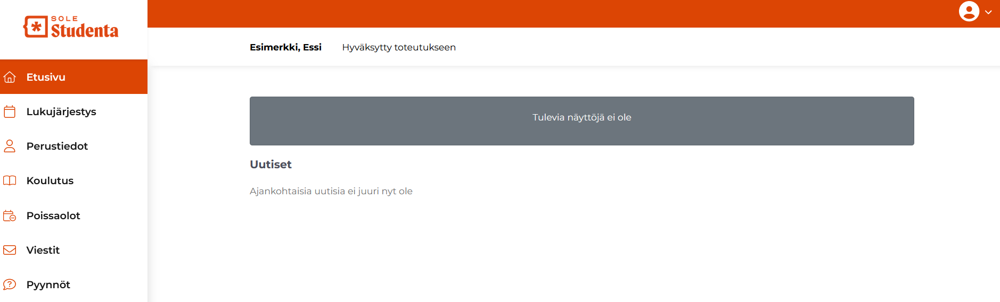 SOLE
Studenta
Esimerkki, Essi Hyväksytty toteutukseen
Etusivu
Lukujärjestys
Perustiedot
Koulutus
Poissaolot
Viestit
Pyynnöt
Tulevia näyttöjä ei ole
Uutiset
Ajankohtaisia uutisia ei juuri nyt ole